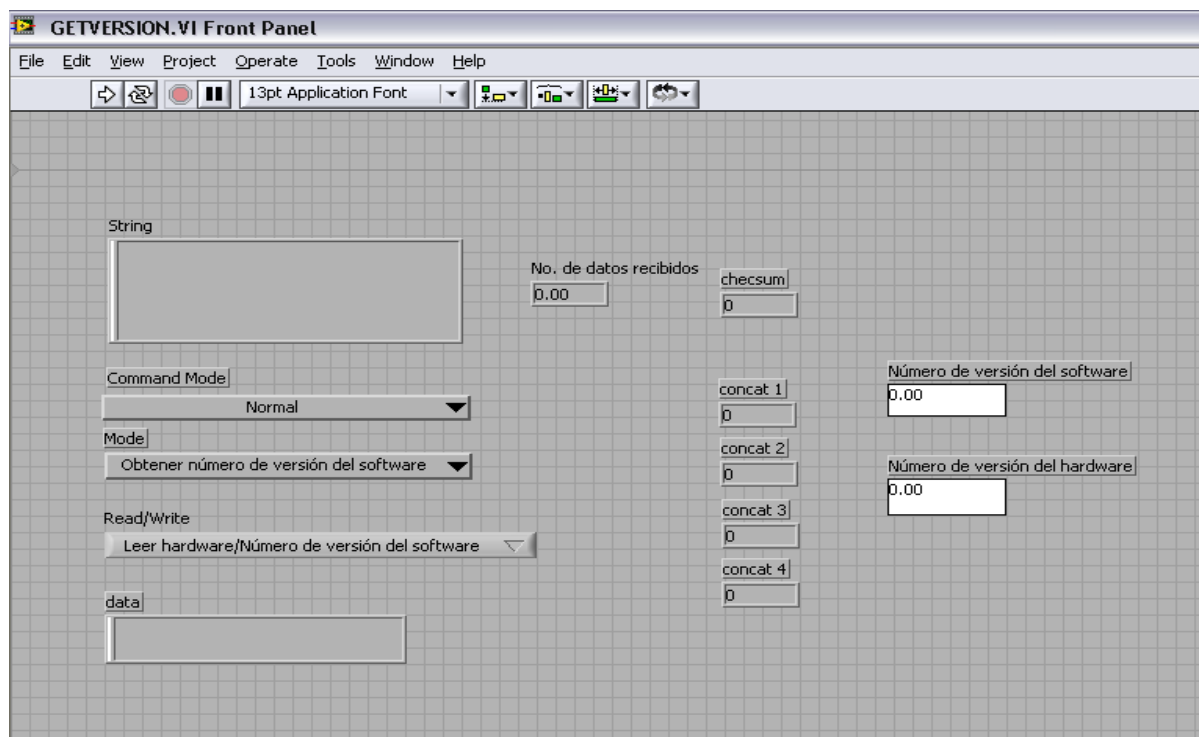 GETVERSION.VI Front Panel
File Edit View Project Operate Tools Window Help
13pt Application Font
String
No. de datos recibidos
0.00
checsum
0
Command Mode
Normal
Mode
Obtener número de versión del software
Read/Write
Leer hardware/Número de versión del software
data
concat 1
0
concat 2
0
concat 3
0
concat 4
0
Número de versión del software
0.00
Número de versión del hardware
0.00